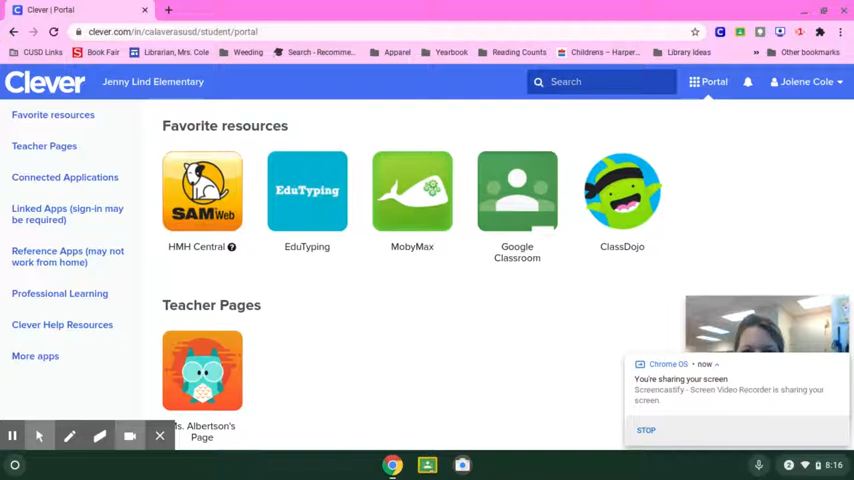 Clever | Portal
clever.com/in/calaverasusd/student/portal
CUSD Links
Book Fair
Librarian, Mrs. Cole
Weeding
Search - Recomme...
Apparel
Yearbook
Reading Counts
Childrens – Harper...
Library Ideas
»
Other bookmarks
Clever
Jenny Lind Elementary
Search
Portal
Jolene Cole
Favorite resources
Teacher Pages
Connected Applications
Linked Apps (sign-in may
be required)
Reference Apps (may not
work from home)
Professional Learning
Clever Help Resources
More apps
Favorite resources
SAM Web
EduTyping
HMH Central
EduTyping
MobyMax
Google
Classroom
ClassDojo
Teacher Pages
Ms. Albertson's
Page
Chrome OS • now
You're sharing your screen
Screencastify - Screen Video Recorder is sharing your
screen.
STOP
2
8:16